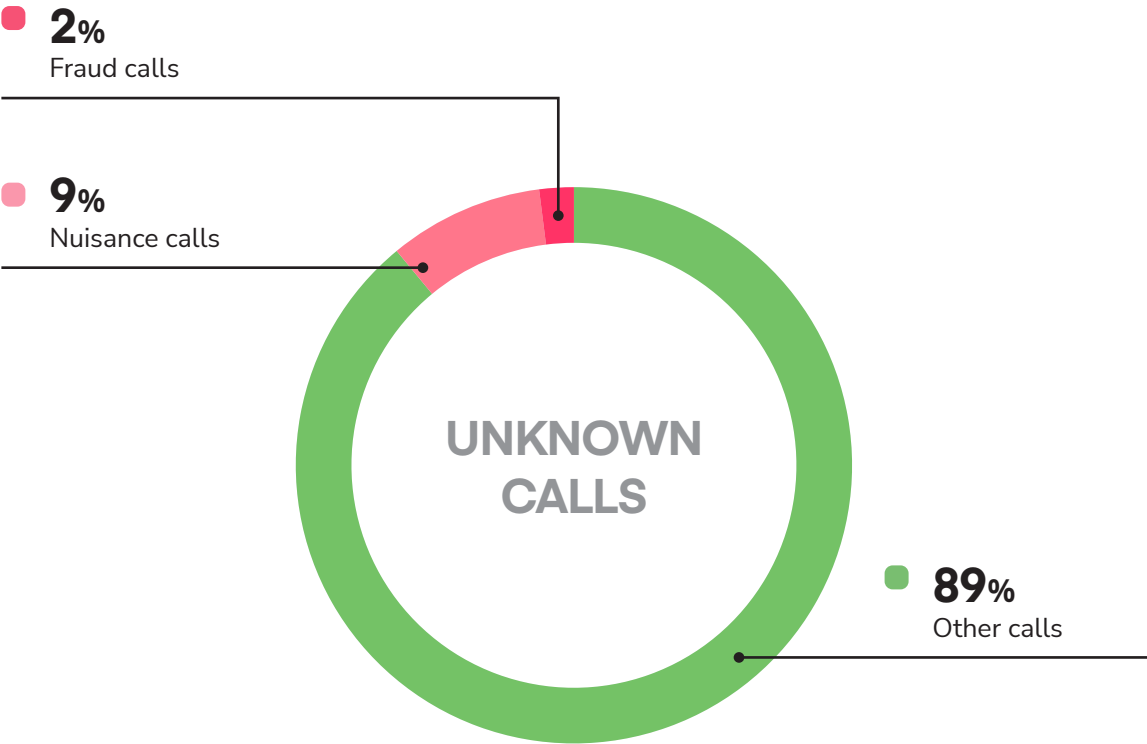 2%
Fraud calls
9%
Nuisance calls
UNKNOWN
CALLS
89%
Other calls